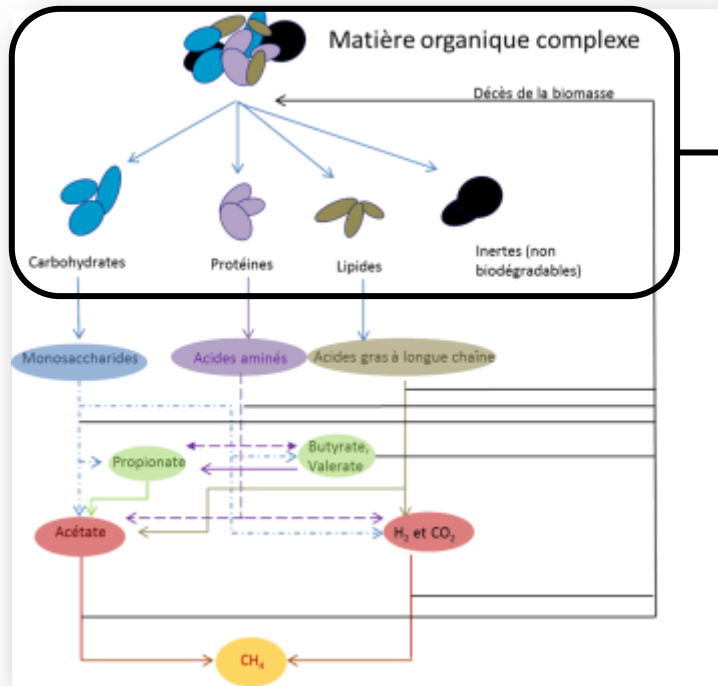 Matière organique complexe
Décès de la biomasse
Carbohydrates
Protéines
Lipides
Inertes (non
biodégradables)
Monosaccharides
Acides aminés
Acides gras à longue chaîne
Propionate
Butyrate,
Valerate
Acétate
H₂ et CO₂
CH₄